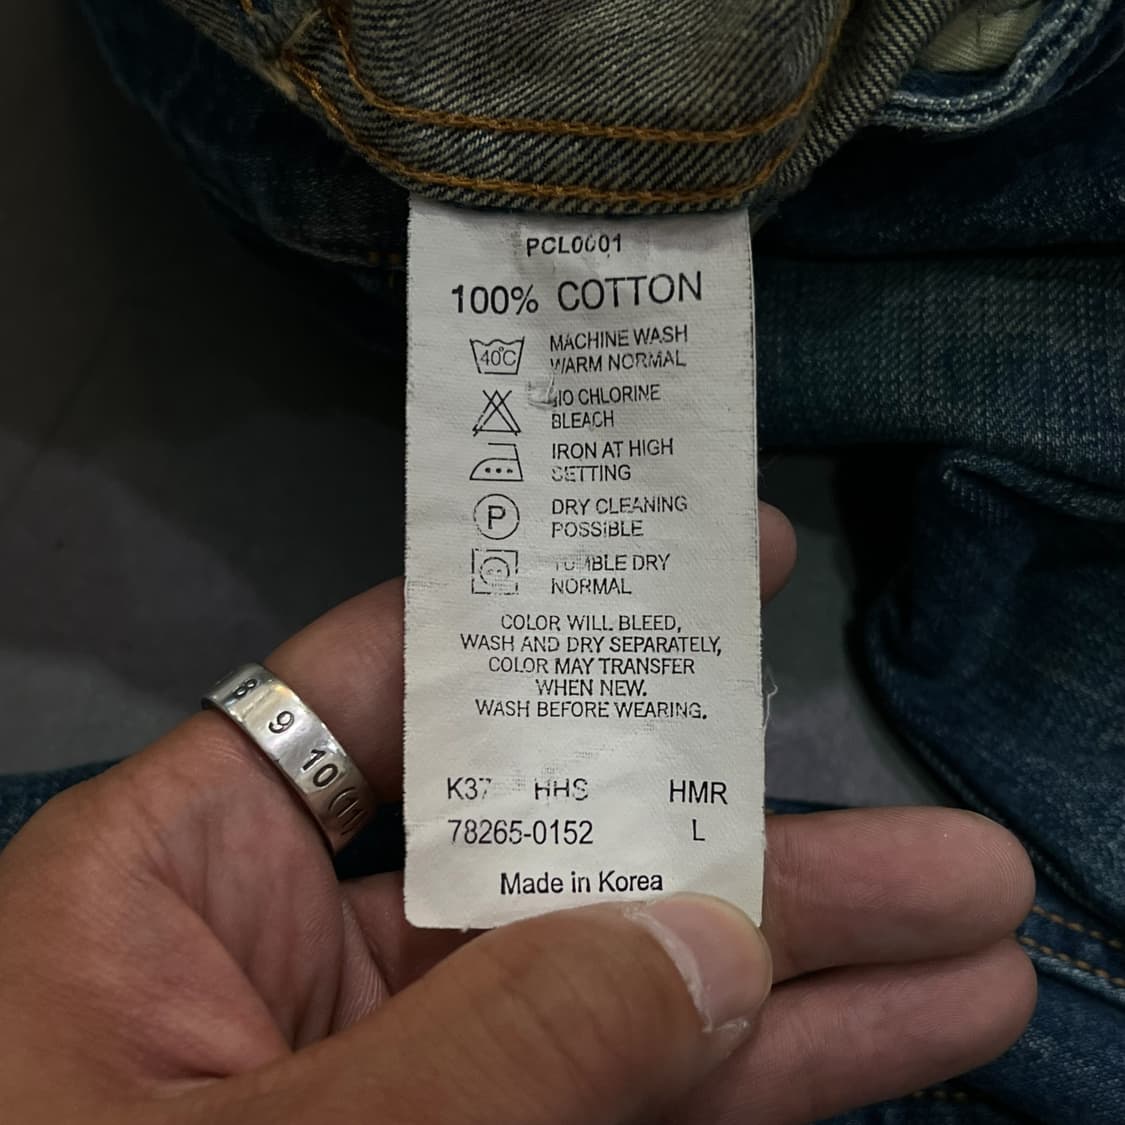 PCL0001
100% COTTON
40°C
MACHINE WASH
WARM NORMAL
NO CHLORINE
BLEACH
IRON AT HIGH
SETTING
P
DRY CLEANING
POSSIBLE
TUMBLE DRY
NORMAL
COLOR WILL BLEED,
WASH AND DRY SEPARATELY,
COLOR MAY TRANSFER
WHEN NEW.
WASH BEFORE WEARING.
K37 HHS HMR
78265-0152 L
Made in Korea
8 9 10